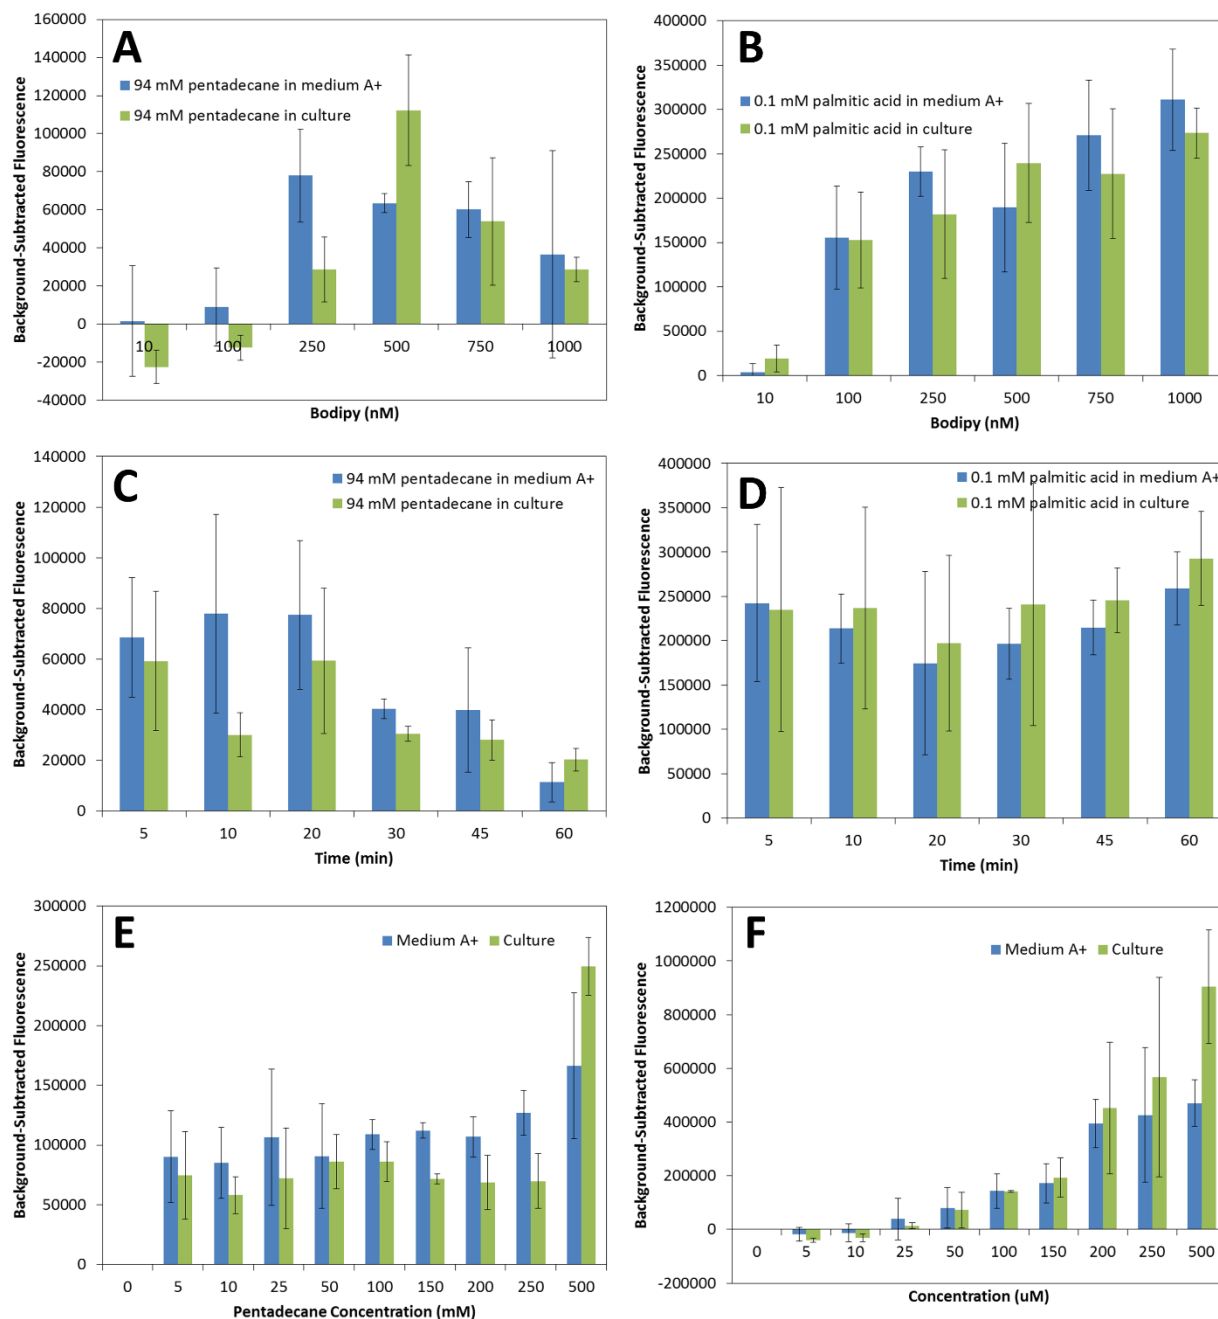 A
Background-Subtracted Fluorescence
160000
140000
120000
100000
80000
60000
40000
20000
0
-20000
-40000
94 mM pentadecane in medium A+
94 mM pentadecane in culture
10 100 250 500 750 1000
Bodipy (nM)
B
Background-Subtracted Fluorescence
400000
350000
300000
250000
200000
150000
100000
50000
0
0.1 mM palmitic acid in medium A+
0.1 mM palmitic acid in culture
10 100 250 500 750 1000
Bodipy (nM)
C
Background-Subtracted Fluorescence
140000
120000
100000
80000
60000
40000
20000
0
94 mM pentadecane in medium A+
94 mM pentadecane in culture
5 10 20 30 45 60
Time (min)
D
Background-Subtracted Fluorescence
400000
350000
300000
250000
200000
150000
100000
50000
0
0.1 mM palmitic acid in medium A+
0.1 mM palmitic acid in culture
5 10 20 30 45 60
Time (min)
E
Background-Subtracted Fluorescence
300000
250000
200000
150000
100000
50000
0
Medium A+ Culture
0 5 10 25 50 100 150 200 250 500
Pentadecane Concentration (mM)
F
Background-Subtracted Fluorescence
1200000
1000000
800000
600000
400000
200000
0
-200000
Medium A+ Culture
0 5 10 25 50 100 150 200 250 500
Concentration (uM)